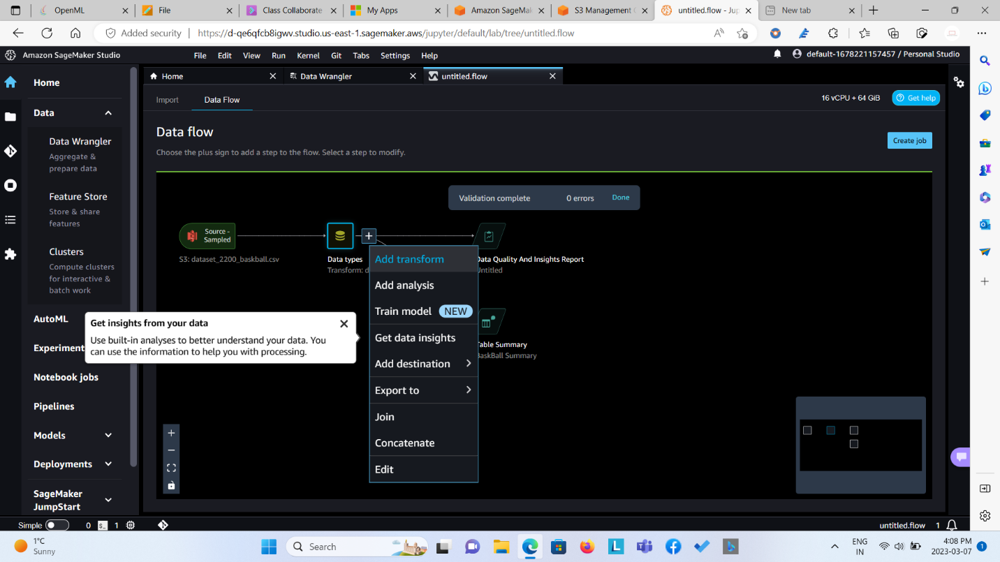 OpenML
File
Class Collaborate
My Apps
Amazon SageMak
S3 Management C
untitled.flow - Jup
New tab
Added security
https://d-qe6qfcb8igwv.studio.us-east-1.sagemaker.aws/jupyter/default/lab/tree/untitled.flow
Amazon SageMaker Studio
File Edit View Run Kernel Git Tabs Settings Help
default-1678221157457 / Personal Studio
Home
Data
Data Wrangler
Aggregate &
prepare data
Feature Store
Store & share
features
Clusters
Compute clusters
for interactive &
batch work
AutoML
Experiment
Notebook jobs
Pipelines
Models
Deployments
SageMaker
JumpStart
Home
Data Wrangler
untitled.flow
Import
Data Flow
16 vCPU + 64 GiB
Get help
Data flow
Choose the plus sign to add a step to the flow. Select a step to modify.
Create job
Validation complete 0 errors Done
Source -
Sampled
S3: dataset_2200_baskball.csv
Data types
Transform: d
Data Quality And Insights Report
Untitled
Add transform
Add analysis
Train model NEW
Get data insights
Add destination
Export to
Join
Concatenate
Edit
Table Summary
BaskBall Summary
Get insights from your data
Use built-in analyses to better understand your data. You
can use the information to help you with processing.
Simple 0 $_ 1
untitled.flow 1
1°C
Sunny
Search
ENG
IN
4:08 PM
2023-03-07
1